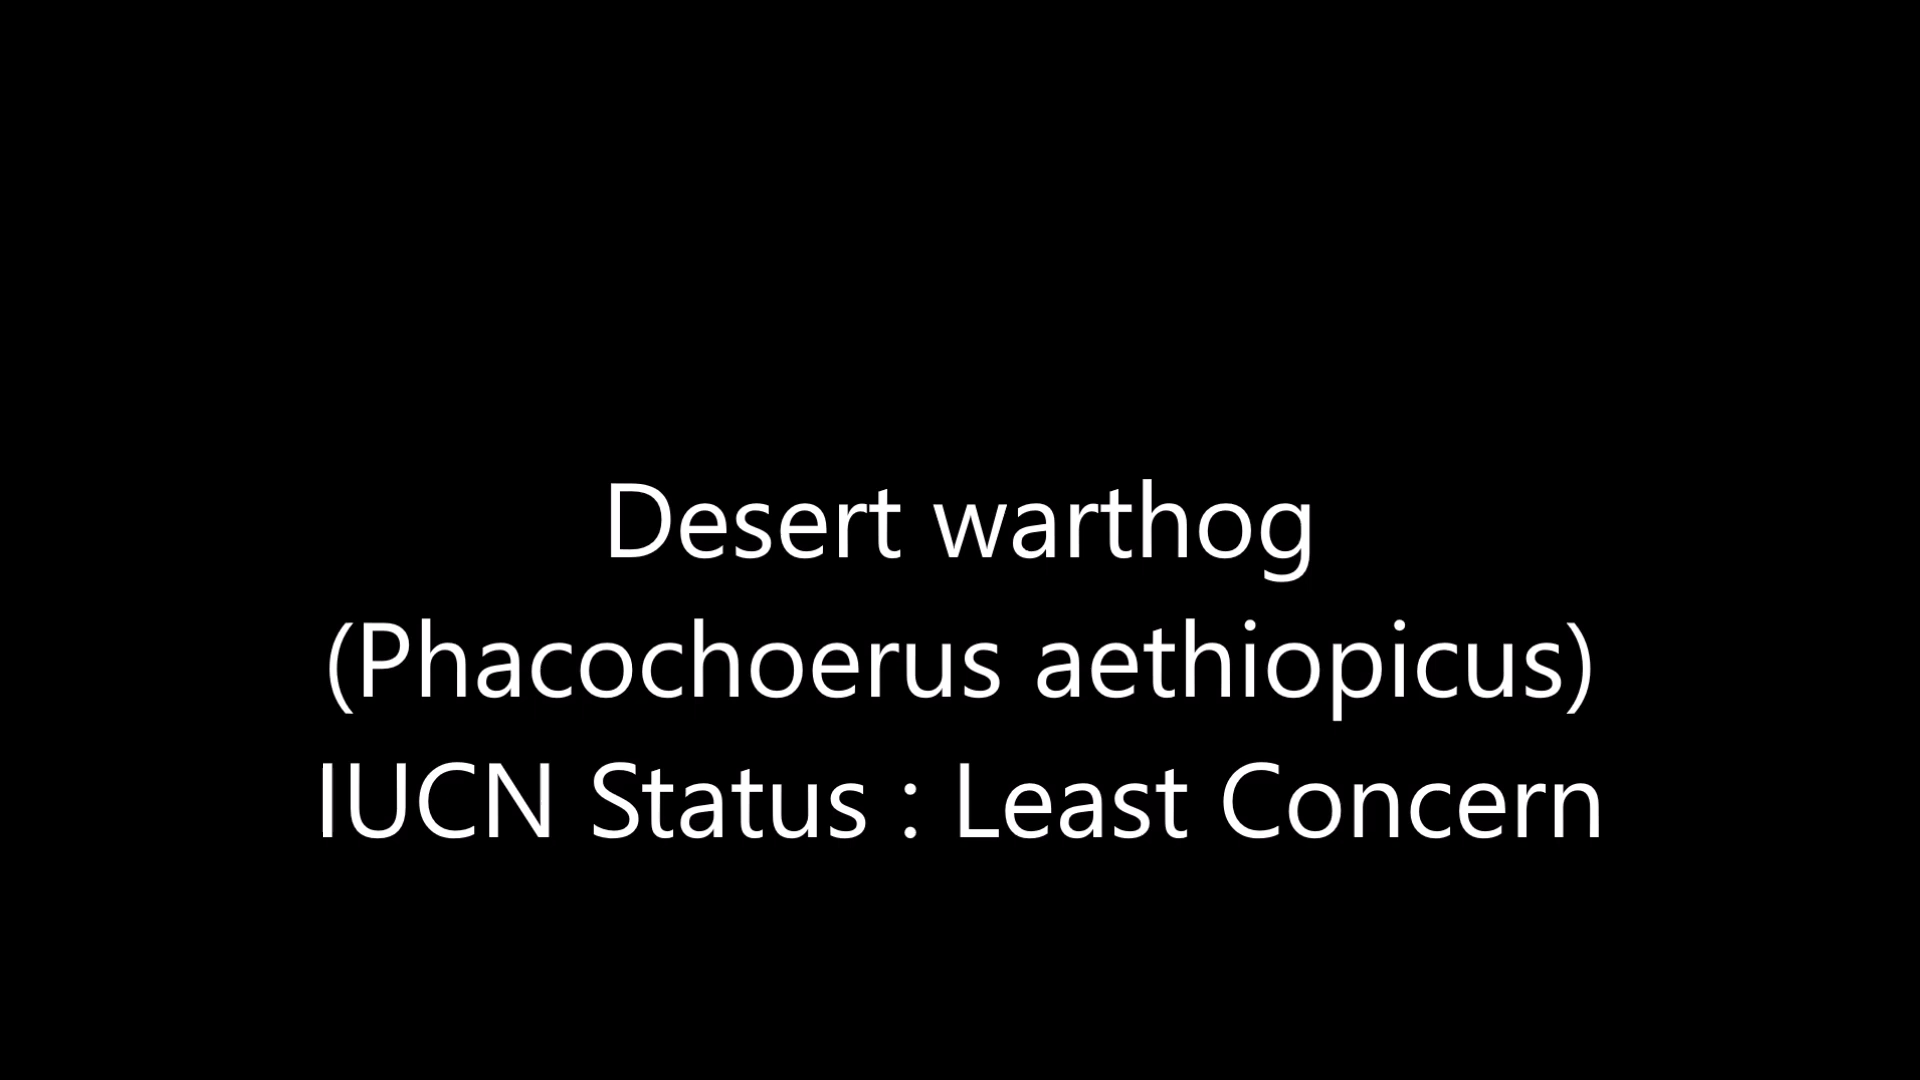 Desert warthog
(Phacochoerus aethiopicus)
IUCN Status : Least Concern